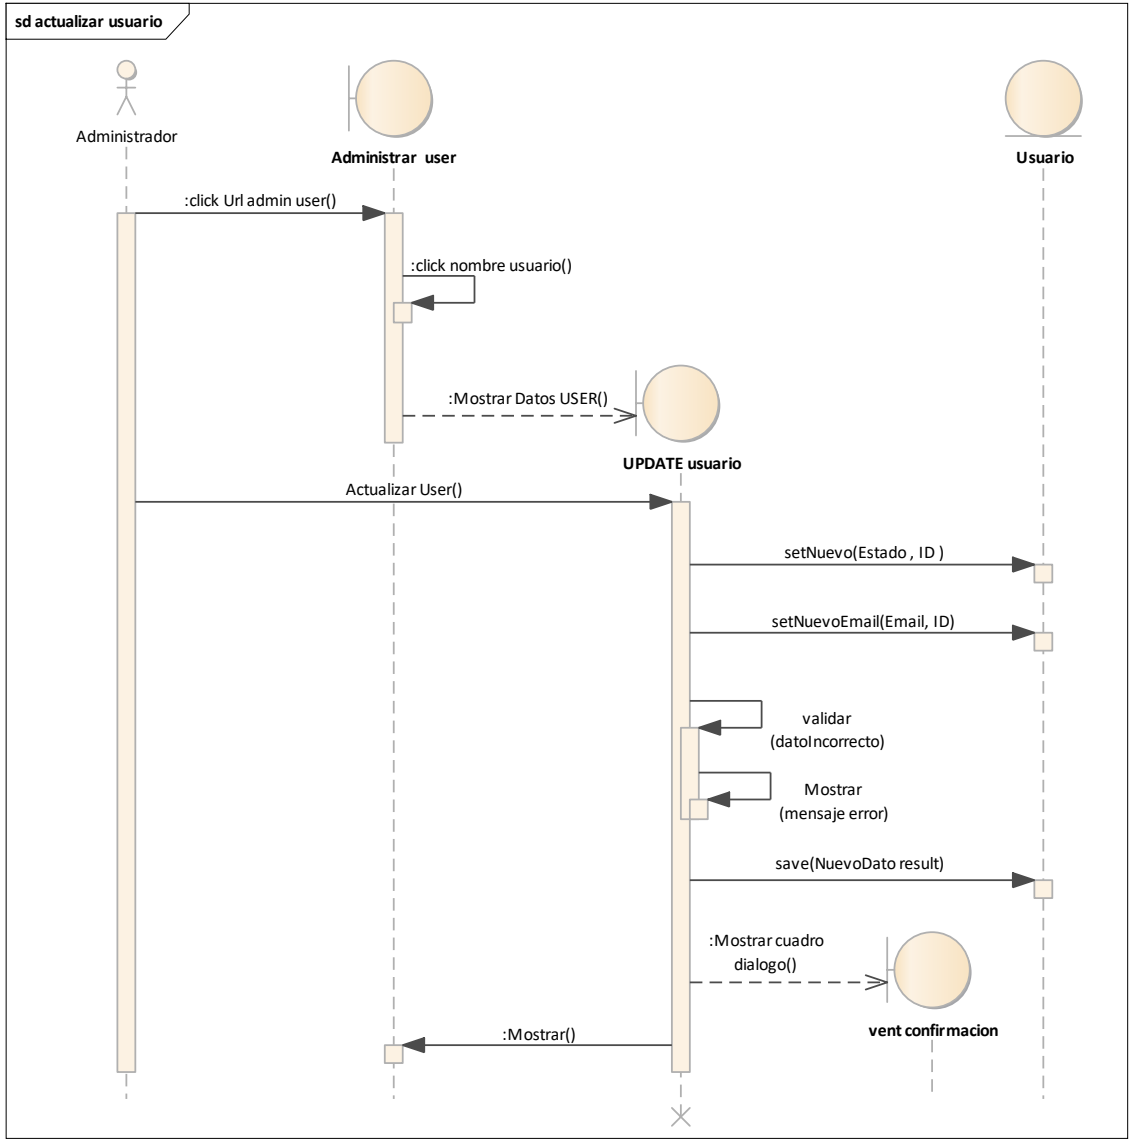 sd actualizar usuario
Administrador
Administrar user
Usuario
:click Url admin user()
:click nombre usuario()
:Mostrar Datos USER()
UPDATE usuario
Actualizar User()
setNuevo(Estado , ID )
setNuevoEmail(Email, ID)
validar
(datoIncorrecto)
Mostrar
(mensaje error)
save(NuevoDato result)
:Mostrar cuadro
dialogo()
vent confirmacion
:Mostrar()